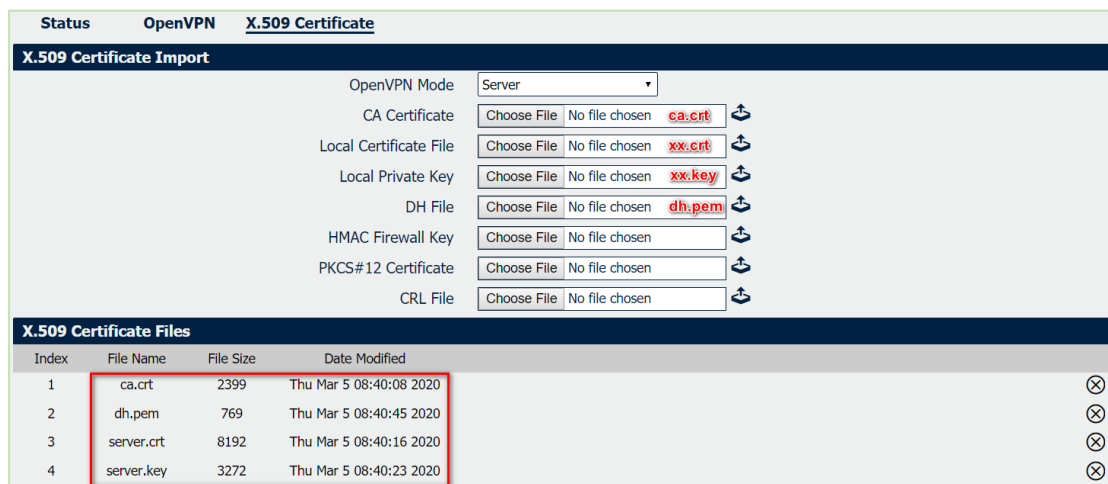 Status OpenVPN X.509 Certificate
X.509 Certificate Import
OpenVPN Mode Server
CA Certificate Choose File No file chosen ca.crt
Local Certificate File Choose File No file chosen xx.crt
Local Private Key Choose File No file chosen xx.key
DH File Choose File No file chosen dh.pem
HMAC Firewall Key Choose File No file chosen
PKCS#12 Certificate Choose File No file chosen
CRL File Choose File No file chosen
X.509 Certificate Files
Index File Name File Size Date Modified
1 ca.crt 2399 Thu Mar 5 08:40:08 2020
2 dh.pem 769 Thu Mar 5 08:40:45 2020
3 server.crt 8192 Thu Mar 5 08:40:16 2020
4 server.key 3272 Thu Mar 5 08:40:23 2020